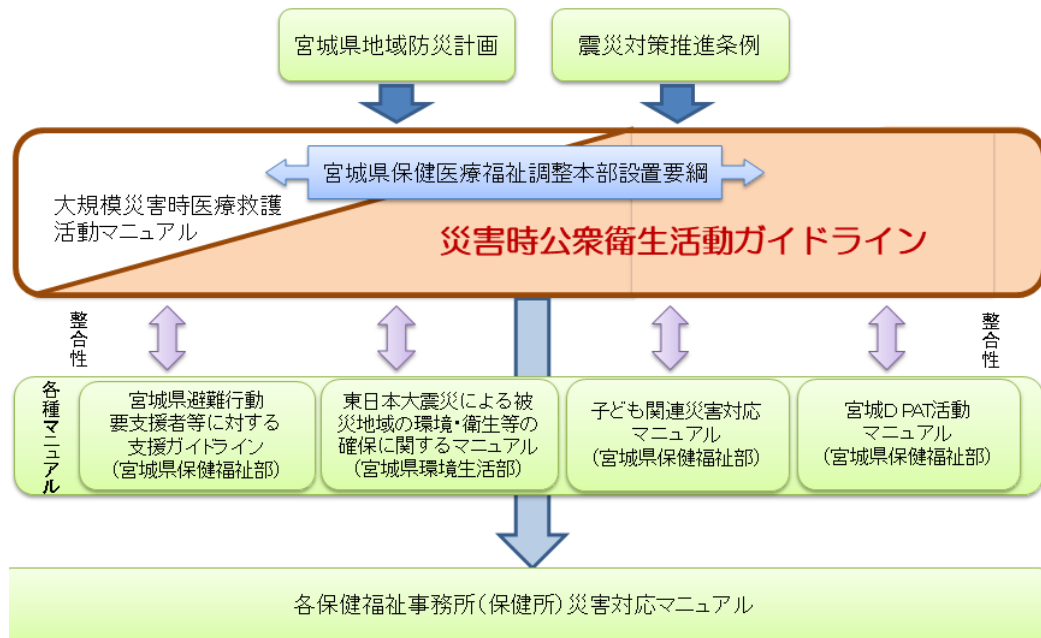 宮城県地域防災計画
震災対策推進条例
宮城県保健医療福祉調整本部設置要綱
大規模災害時医療救護
活動マニュアル
災害時公衆衛生活動ガイドライン
整合性
整合性
各種マニュアル
宮城県避難行動
要支援者等に対する
支援ガイドライン
(宮城県保健福祉部)
東日本大震災による被
災地域の環境・衛生等の
確保に関するマニュアル
(宮城県環境生活部)
子ども関連災害対応
マニュアル
(宮城県保健福祉部)
宮城DPAT活動
マニュアル
(宮城県保健福祉部)
各保健福祉事務所(保健所)災害対応マニュアル